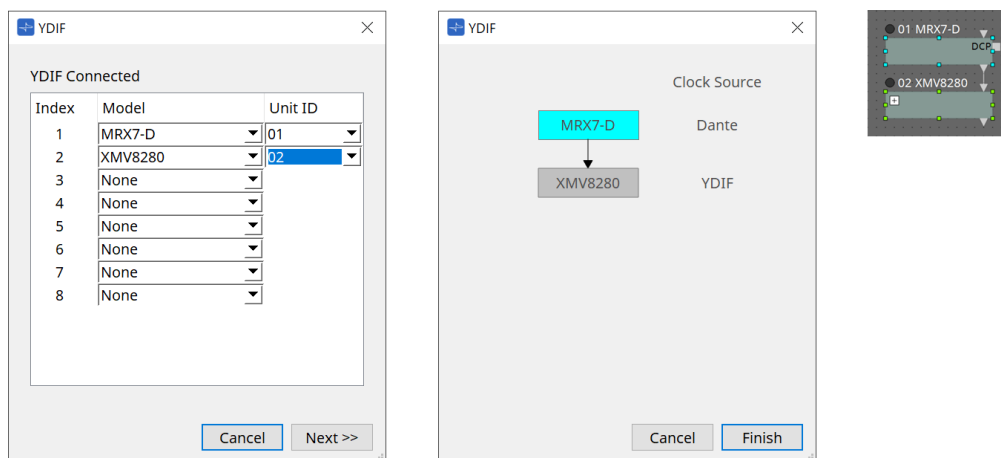 YDIF
YDIF Connected
Index Model Unit ID
1 MRX7-D 01
2 XMV8280 02
3 None
4 None
5 None
6 None
7 None
8 None
Cancel Next >>
YDIF
Clock Source
MRX7-D Dante
XMV8280 YDIF
Cancel Finish
01 MRX7-D
DCP
02 XMV8280